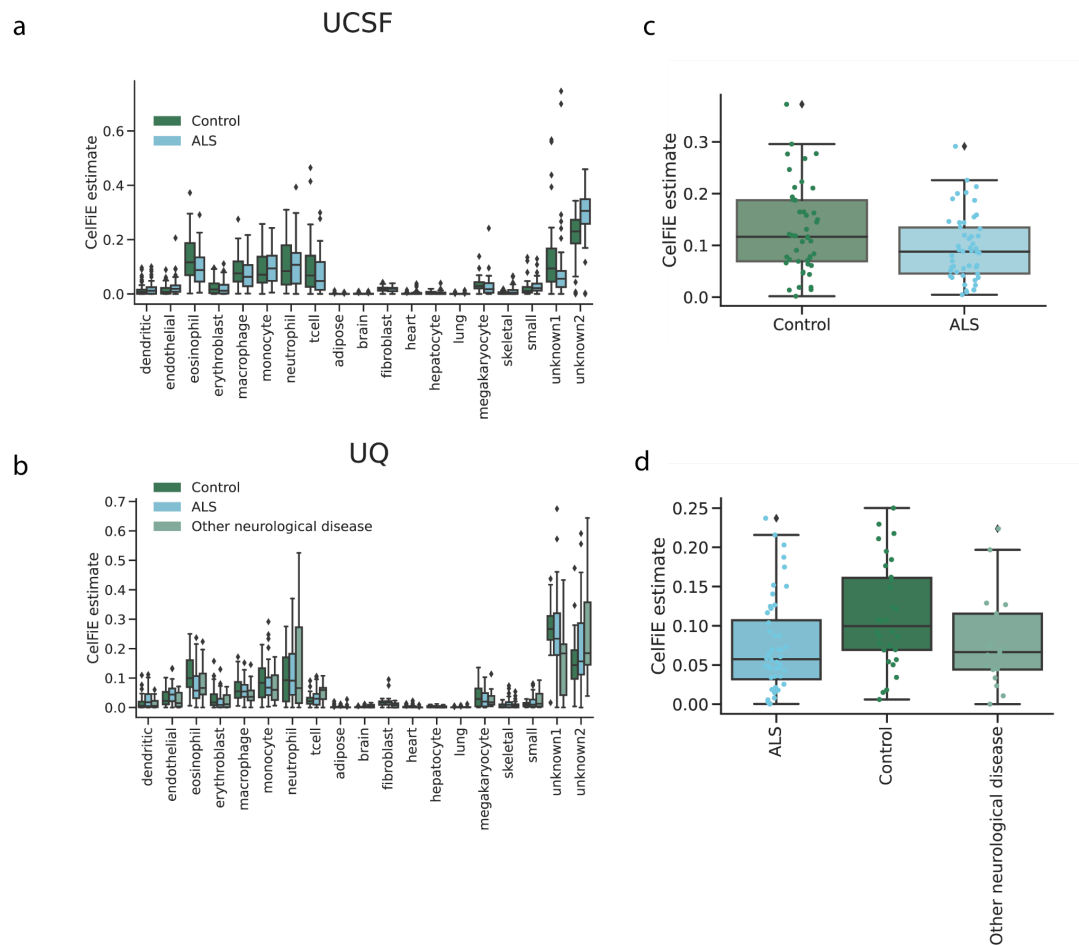 a
UCSF
CelFiE estimate
0.6
0.4
0.2
0.0
Control
ALS
dendritic
endothelial
eosinophil
erythroblast
macrophage
monocyte
neutrophil
tcell
adipose
brain
fibroblast
heart
hepatocyte
lung
megakaryocyte
skeletal
small
unknown1
unknown2
c
CelFiE estimate
0.3
0.2
0.1
0.0
Control
ALS
b
UQ
CelFiE estimate
0.7
0.6
0.5
0.4
0.3
0.2
0.1
0.0
Control
ALS
Other neurological disease
dendritic
endothelial
eosinophil
erythroblast
macrophage
monocyte
neutrophil
tcell
adipose
brain
fibroblast
heart
hepatocyte
lung
megakaryocyte
skeletal
small
unknown1
unknown2
d
CelFiE estimate
0.25
0.20
0.15
0.10
0.05
0.00
ALS
Control
Other neurological disease